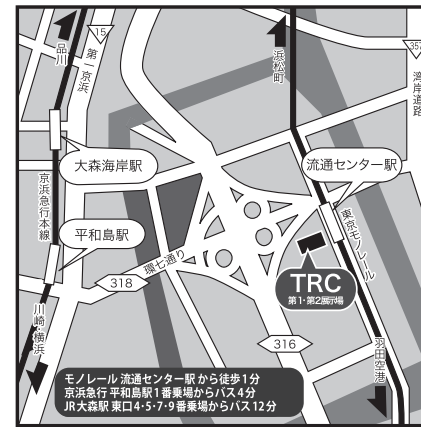 品川
15
第一京浜
浜松町
357
湾岸道路
大森海岸駅
流通センター駅
京浜急行本線
平和島駅
東京モノレール
環七通り
318
TRC
第1・第2展示場
川崎・横浜
316
羽田空港
モノレール 流通センター駅 から徒歩1分
京浜急行 平和島駅1番乗場からバス4分
JR大森駅 東口4・5・7・9番乗場からバス12分